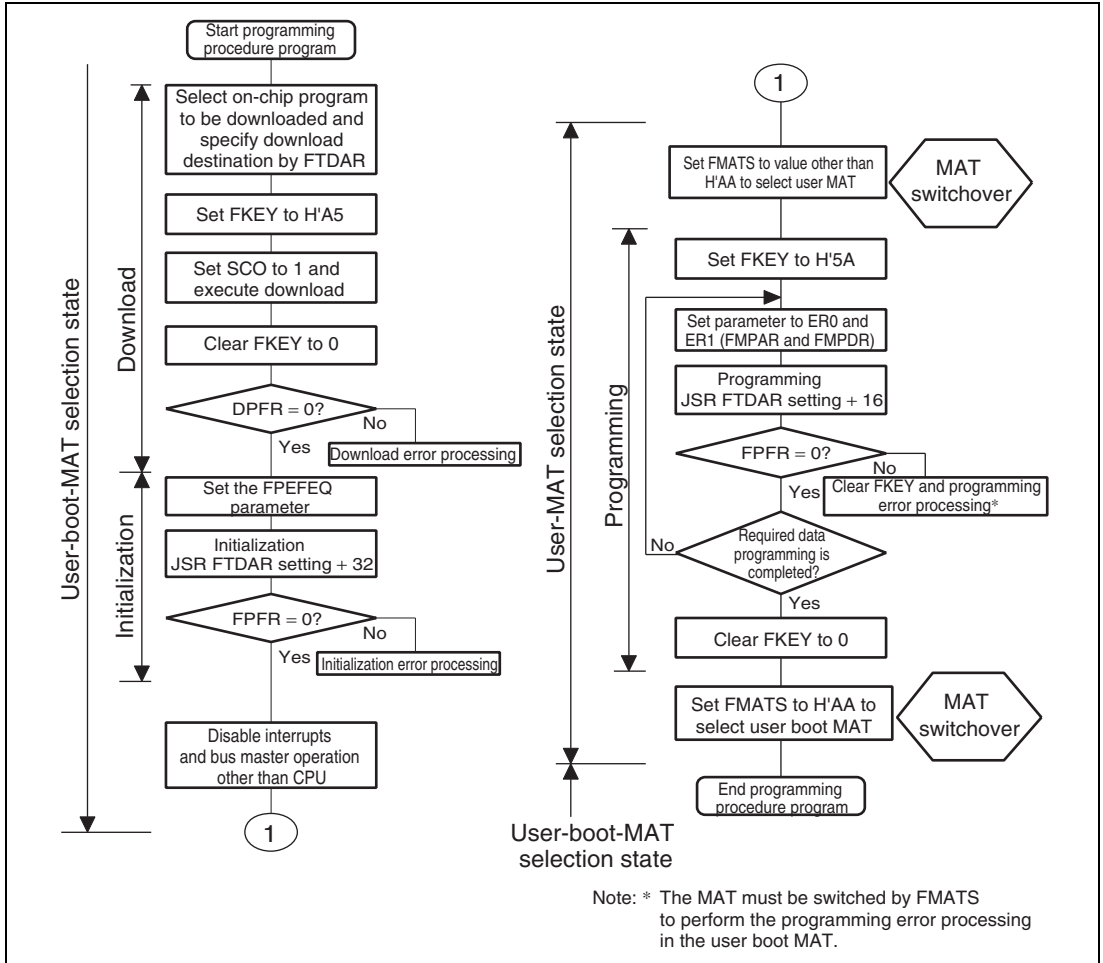 Start programming
procedure program
User-boot-MAT selection state
Download
Select on-chip program
to be downloaded and
specify download
destination by FTDAR
Set FKEY to H'A5
Set SCO to 1 and
execute download
Clear FKEY to 0
DPFR = 0?
No
Yes
Download error processing
Initialization
Set the FPEFEQ
parameter
Initialization
JSR FTDAR setting + 32
FPFR = 0?
No
Yes
Initialization error processing
Disable interrupts
and bus master operation
other than CPU
1
1
User-MAT selection state
Set FMATS to value other than
H'AA to select user MAT
MAT
switchover
Programming
Set FKEY to H'5A
Set parameter to ER0 and
ER1 (FMPAR and FMPDR)
Programming
JSR FTDAR setting + 16
FPFR = 0?
No
Yes
Clear FKEY and programming
error processing*
Required data
programming is
completed?
No
Yes
Clear FKEY to 0
Set FMATS to H'AA to
select user boot MAT
MAT
switchover
End programming
procedure program
User-boot-MAT
selection state
Note: * The MAT must be switched by FMATS
to perform the programming error processing
in the user boot MAT.